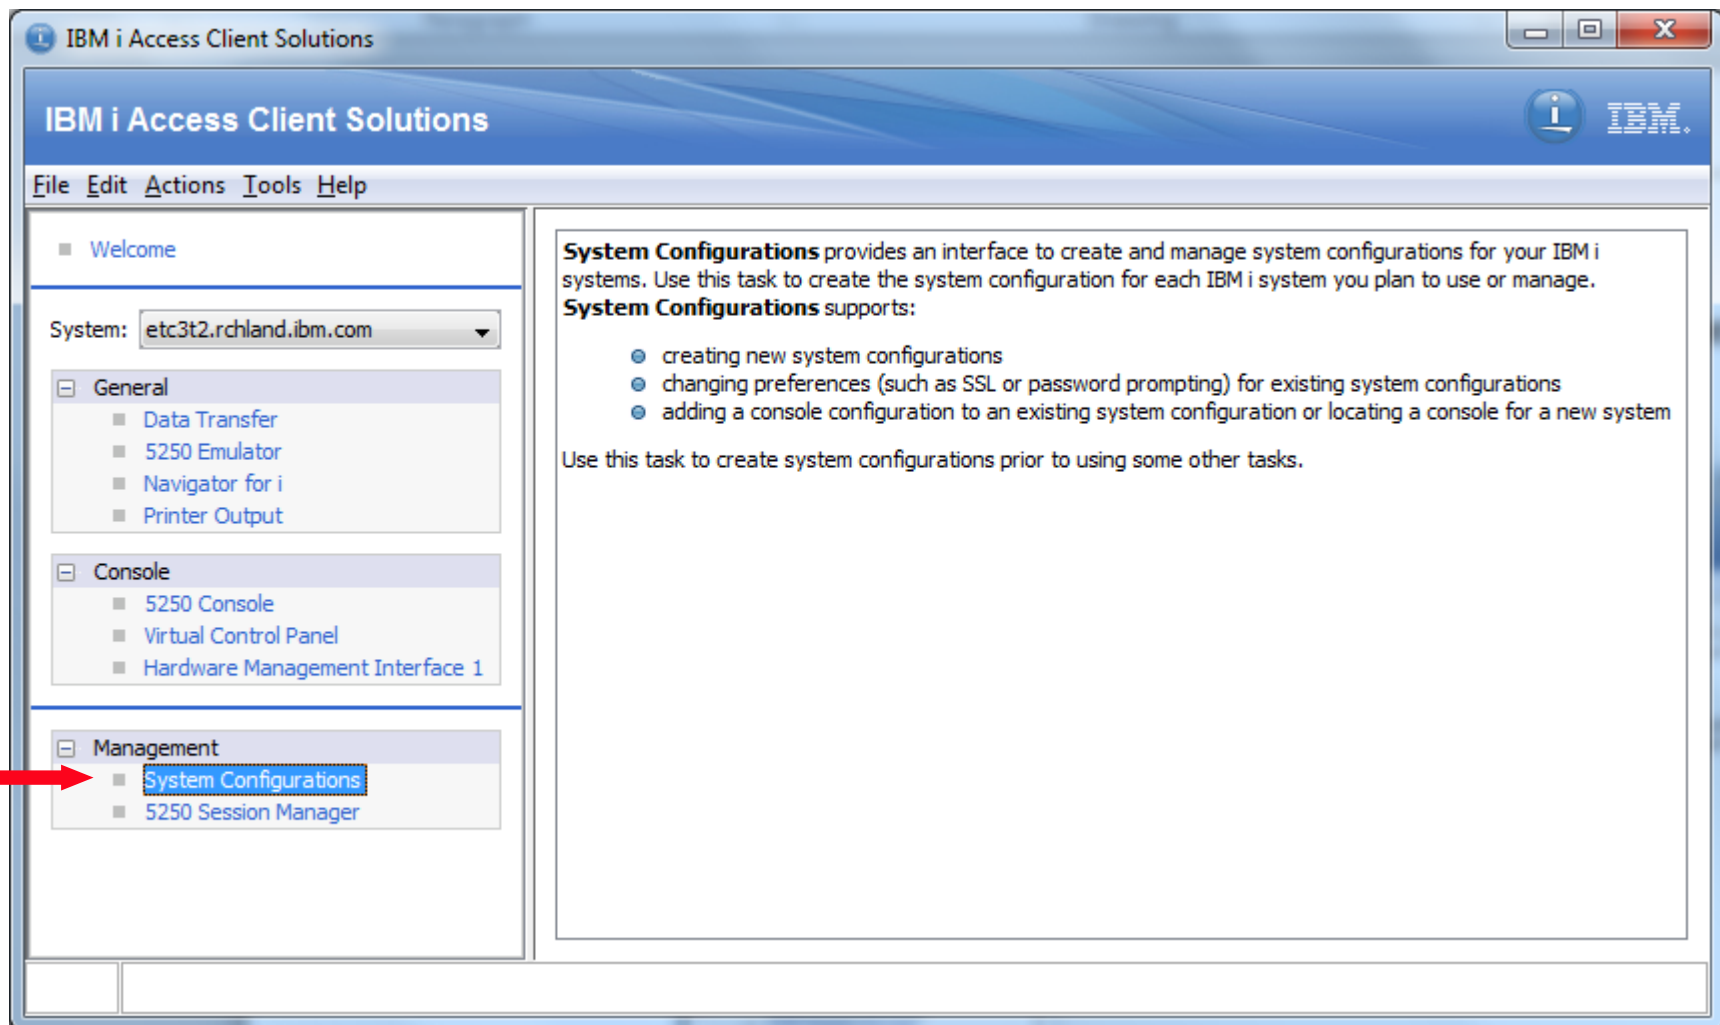 IBM i Access Client Solutions
IBM i Access Client Solutions
IBM.
File Edit Actions Tools Help
Welcome
System: etc3t2.rchland.ibm.com
General
Data Transfer
5250 Emulator
Navigator for i
Printer Output
Console
5250 Console
Virtual Control Panel
Hardware Management Interface 1
Management
System Configurations
5250 Session Manager
System Configurations provides an interface to create and manage system configurations for your IBM i
systems. Use this task to create the system configuration for each IBM i system you plan to use or manage.
System Configurations supports:
creating new system configurations
changing preferences (such as SSL or password prompting) for existing system configurations
adding a console configuration to an existing system configuration or locating a console for a new system
Use this task to create system configurations prior to using some other tasks.